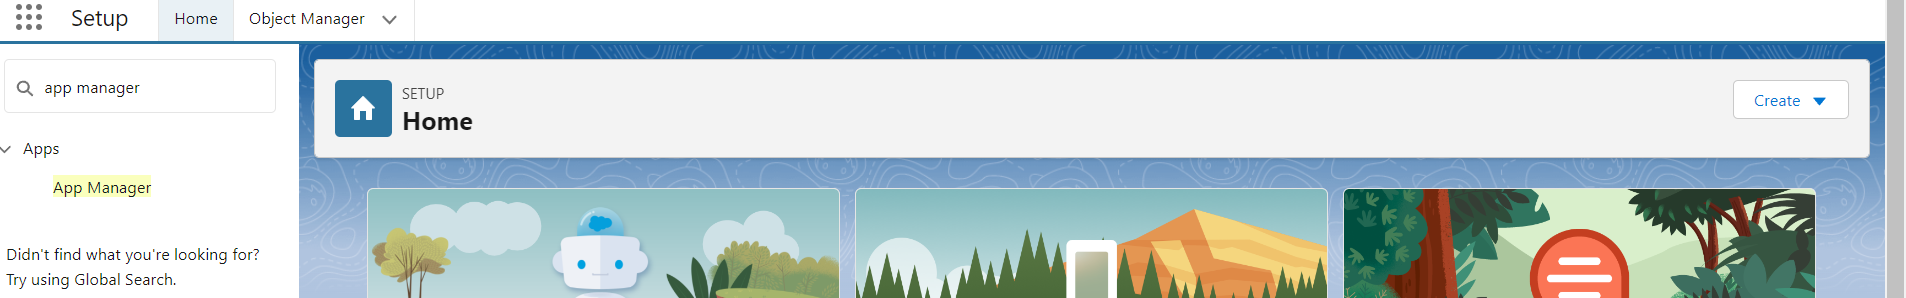 Setup
Home
Object Manager
app manager
Apps
App Manager
Didn't find what you're looking for?
Try using Global Search.
SETUP
Home
Create